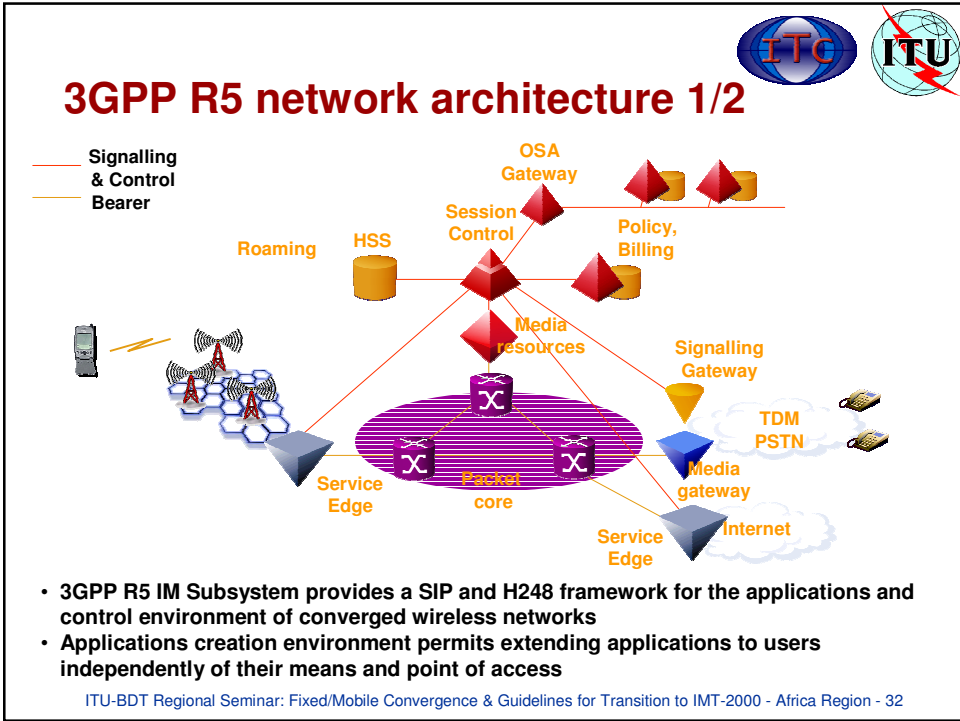 ITC
ITU
3GPP R5 network architecture 1/2
Signalling
& Control
Bearer
OSA
Gateway
Session
Control
Policy,
Billing
Roaming
HSS
Media
resources
Signalling
Gateway
TDM
PSTN
Media
gateway
Service
Edge
Packet
core
Internet
Service
Edge
• 3GPP R5 IM Subsystem provides a SIP and H248 framework for the applications and
control environment of converged wireless networks
• Applications creation environment permits extending applications to users
independently of their means and point of access
ITU-BDT Regional Seminar: Fixed/Mobile Convergence & Guidelines for Transition to IMT-2000 - Africa Region - 32